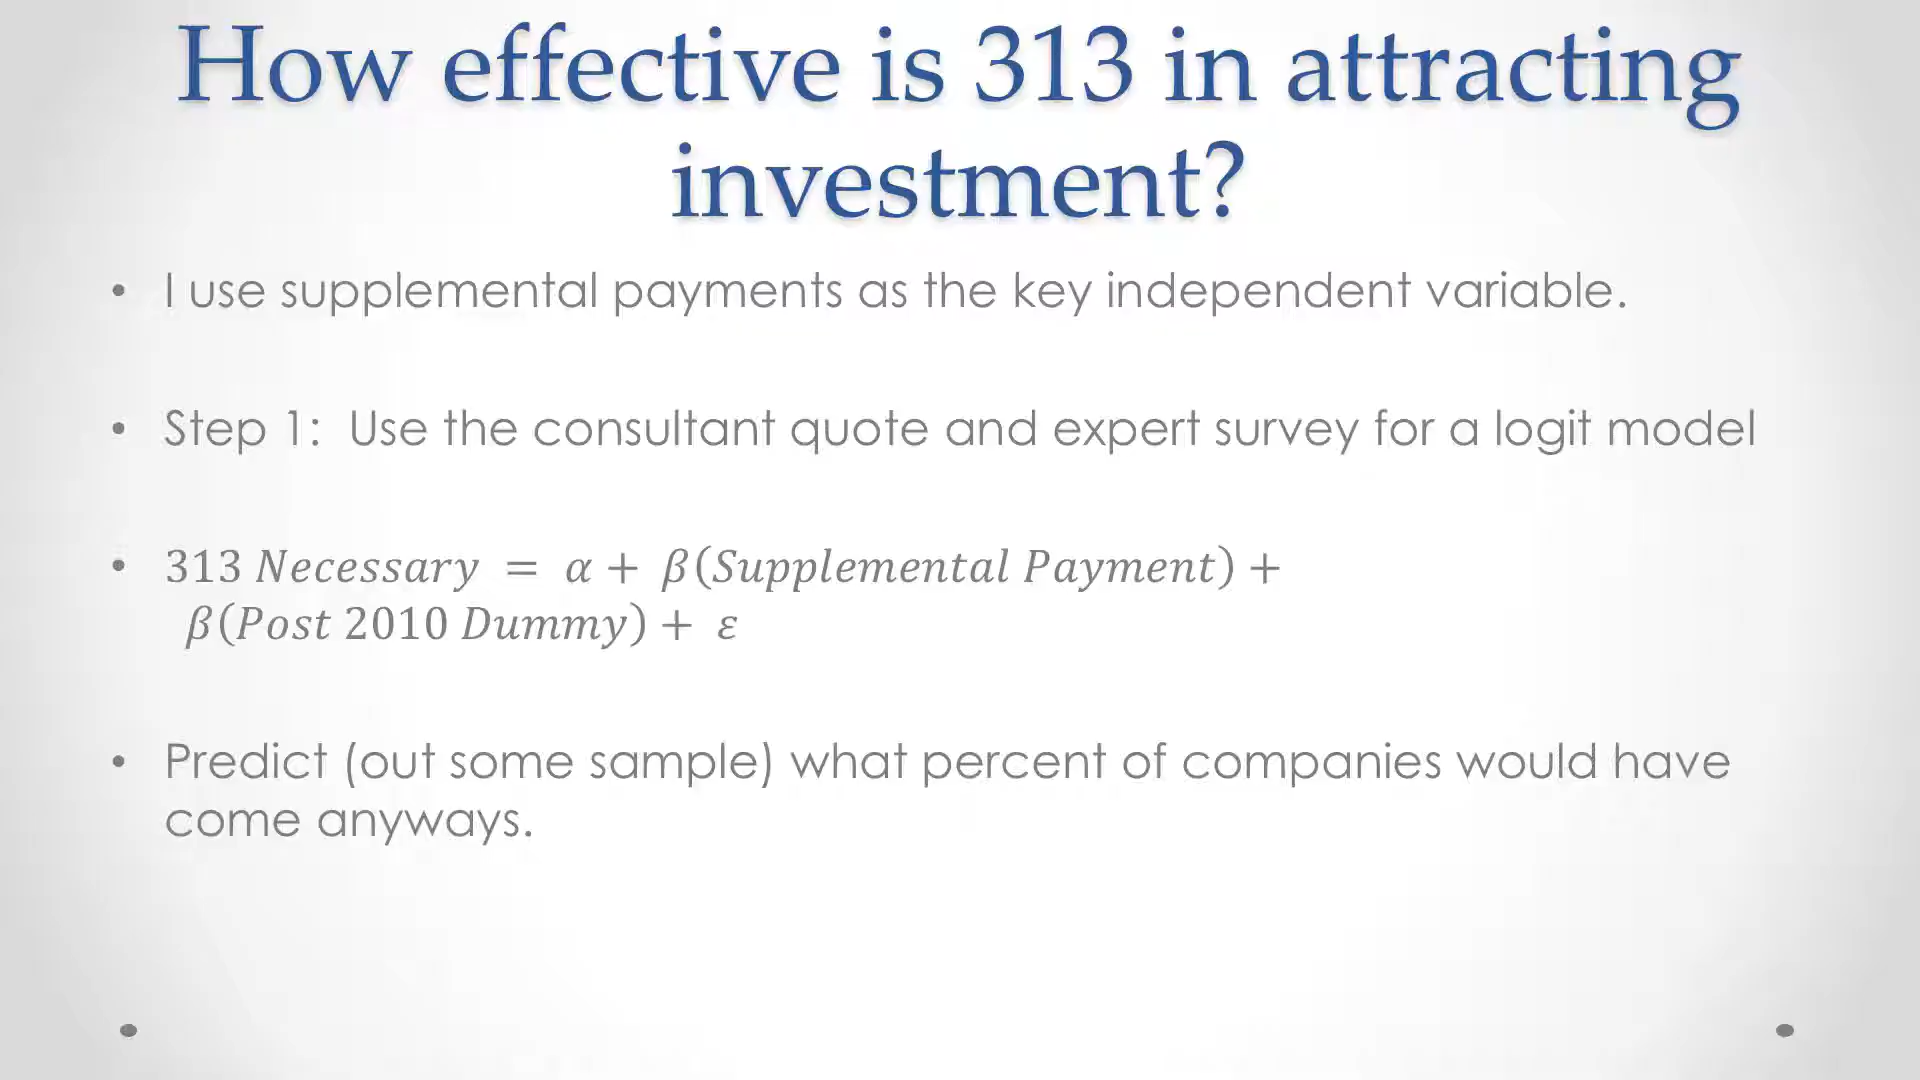 How effective is 313 in attracting
investment?
• I use supplemental payments as the key independent variable.
• Step 1: Use the consultant quote and expert survey for a logit model
• 313 Necessary = α + β(Supplemental Payment) +
β(Post 2010 Dummy) + ε
• Predict (out some sample) what percent of companies would have
come anyways.